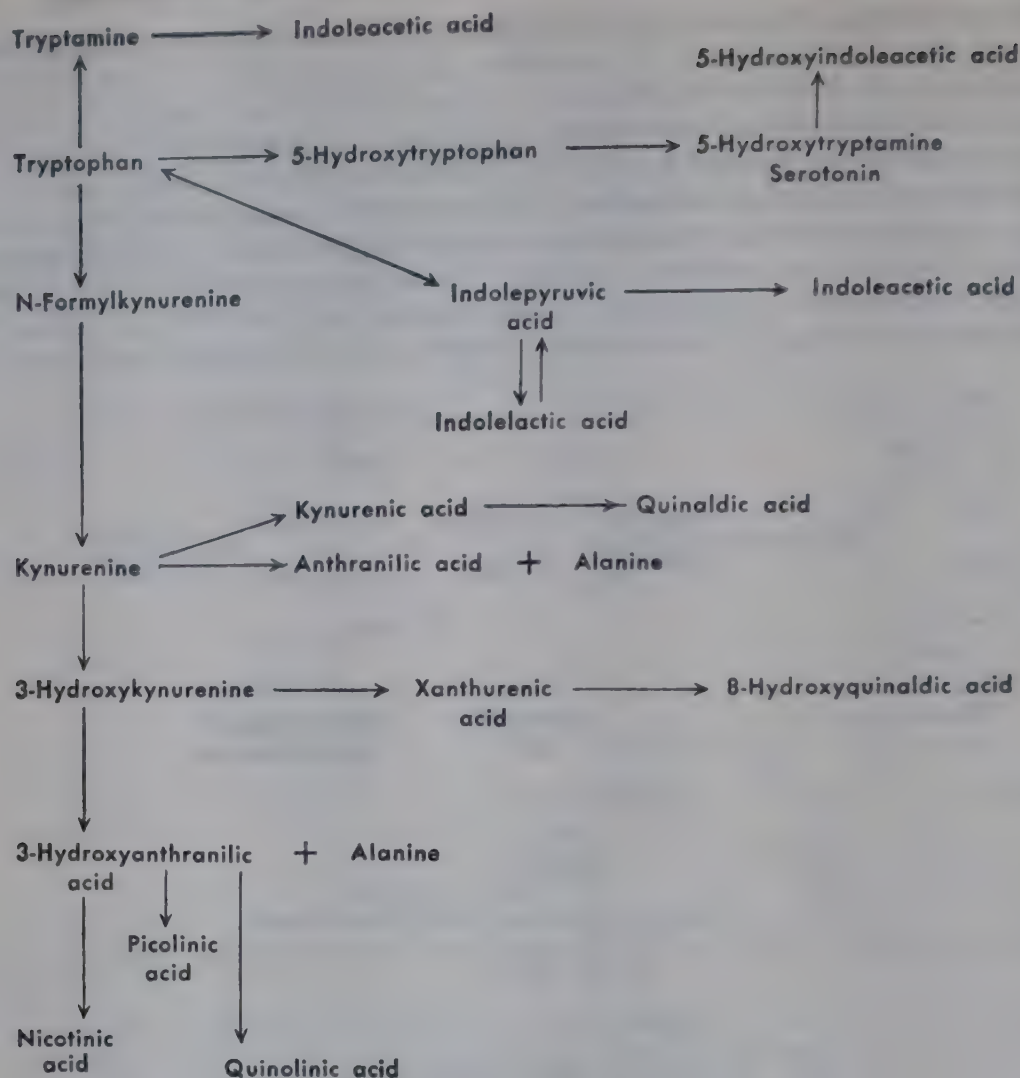 Tryptamine
Indoleacetic acid
5-Hydroxyindoleacetic acid
Tryptophan
5-Hydroxytryptophan
5-Hydroxytryptamine
Serotonin
N-Formylkynurenine
Indolepyruvic
acid
Indoleacetic acid
Indolelactic acid
Kynurenic acid
Quinaldic acid
Kynurenine
Anthranilic acid + Alanine
3-Hydroxykynurenine
Xanthurenic
acid
8-Hydroxyquinaldic acid
3-Hydroxyanthranilic
acid
+ Alanine
Picolinic
acid
Nicotinic
acid
Quinolinic acid